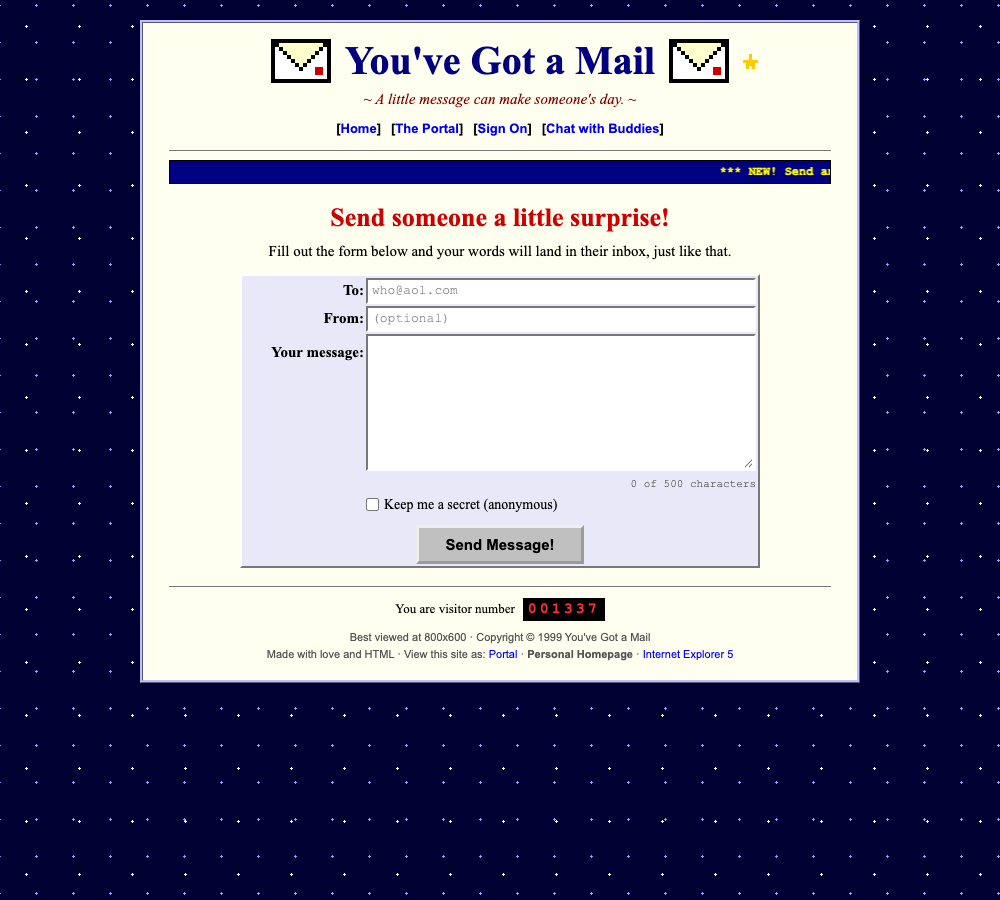 You've Got a Mail
~ A little message can make someone's day. ~
[Home] [The Portal] [Sign On] [Chat with Buddies]
*** NEW! Send
Send someone a little surprise!
Fill out the form below and your words will land in their inbox, just like that.
To: who@aol.com
From: (optional)
Your message:
0 of 500 characters
Keep me a secret (anonymous)
Send Message!
You are visitor number 001337
Best viewed at 800x600 · Copyright © 1999 You've Got a Mail
Made with love and HTML · View this site as: Portal · Personal Homepage · Internet Explorer 5